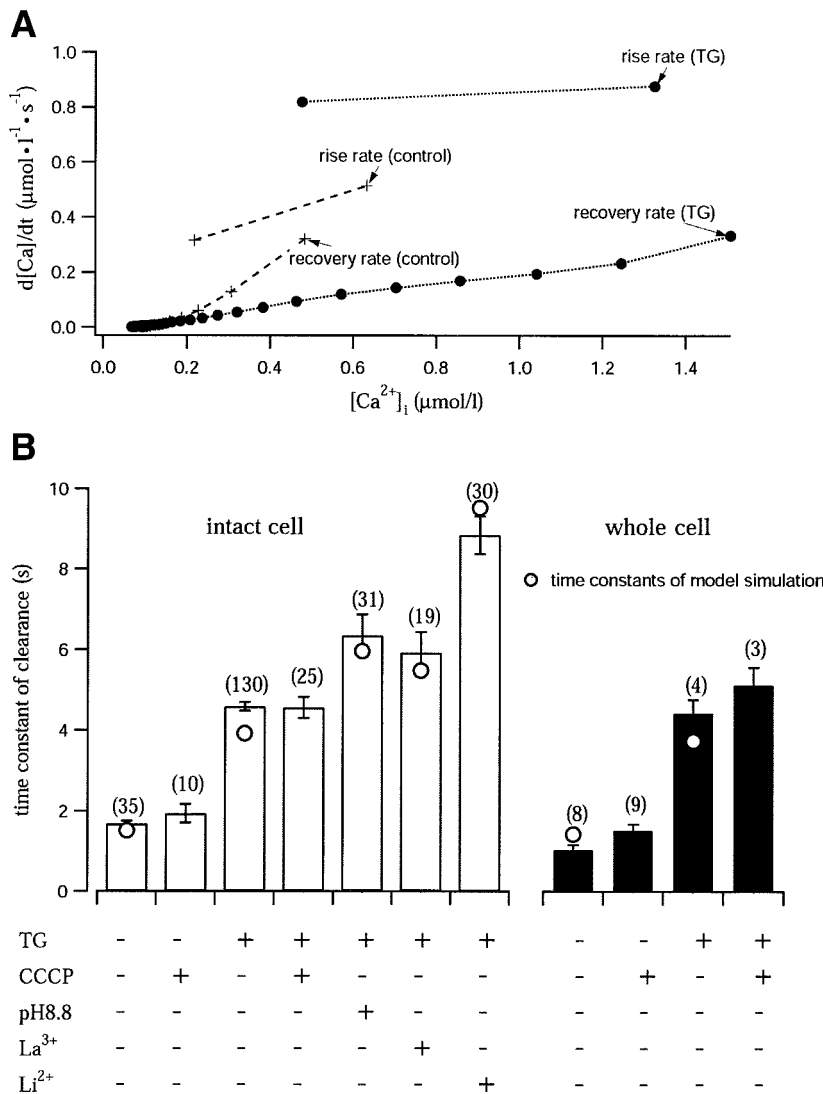 A
1.0
0.8
0.6
0.4
0.2
0.0
d[Ca]/dt (μmol • l⁻¹ • s⁻¹)
rise rate (TG)
rise rate (control)
recovery rate (TG)
recovery rate (control)
0.0 0.2 0.4 0.6 0.8 1.0 1.2 1.4
[Ca²⁺]ᵢ (μmol/l)
B
10
8
6
4
2
0
time constant of clearance (s)
intact cell
whole cell
time constants of model simulation
(35) (10) (130) (25) (31) (19) (30) (8) (9) (4) (3)
TG - - + + + + + - - + +
CCCP - + - + - - - - + - +
pH8.8 - - - - + - - - - - -
La³⁺ - - - - - + - - - - -
Li²⁺ - - - - - - + - - - -